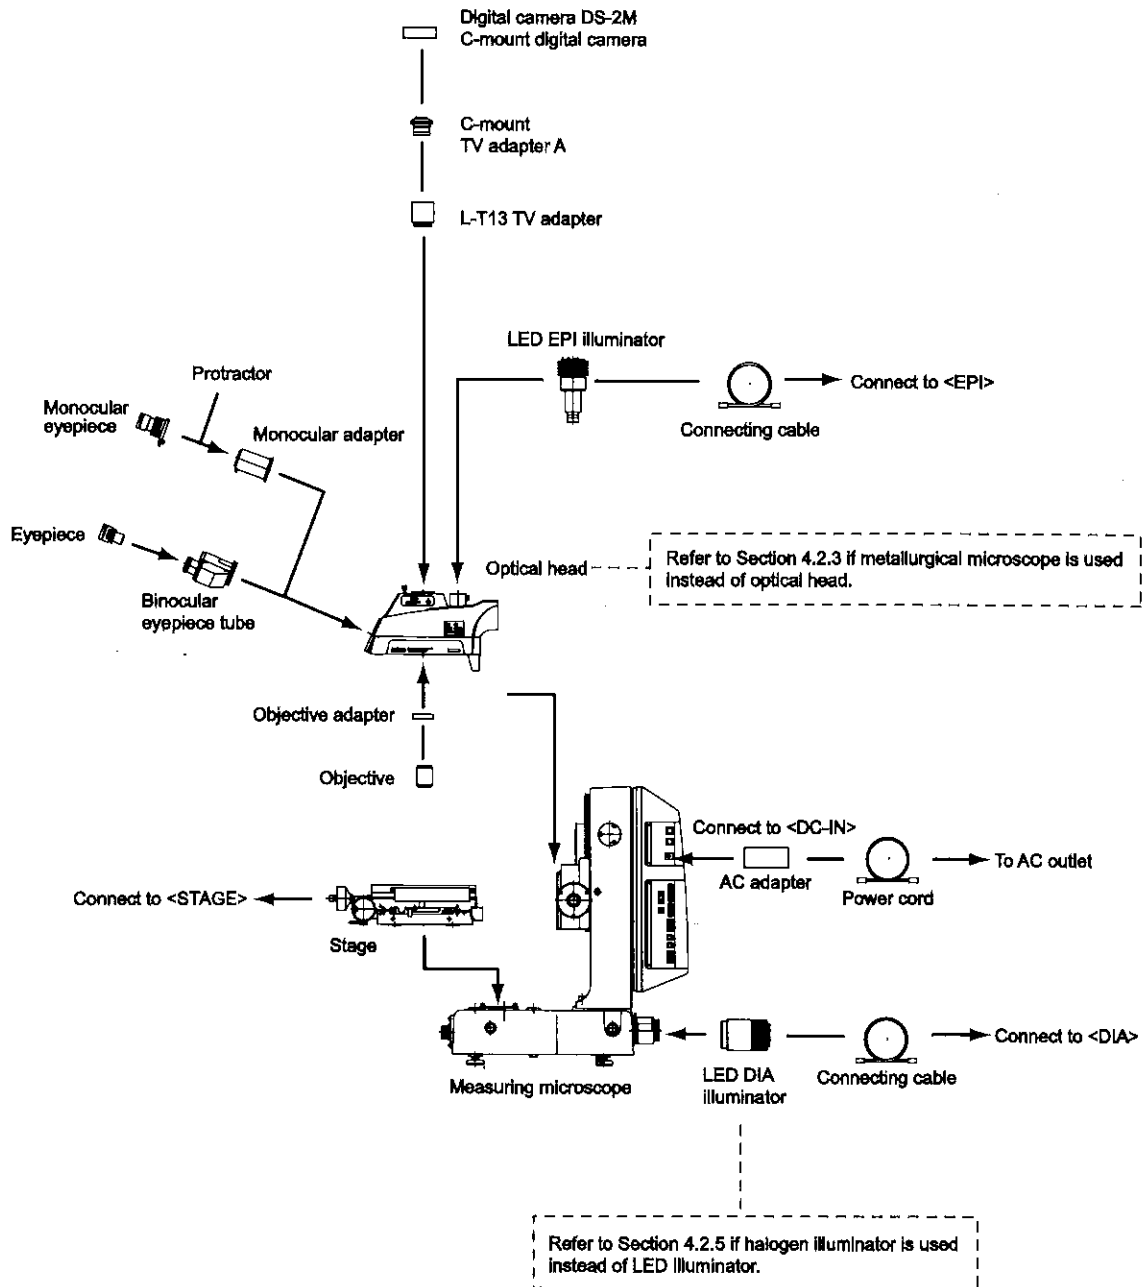 Digital camera DS-2M
C-mount digital camera
C-mount
TV adapter A
L-T13 TV adapter
LED EPI illuminator
Connect to <EPI>
Connecting cable
Protractor
Monocular
eyepiece
Monocular adapter
Eyepiece
Binocular
eyepiece tube
Optical head
Refer to Section 4.2.3 if metallurgical microscope is used
instead of optical head.
Objective adapter
Objective
Connect to <DC-IN>
AC adapter
Power cord
To AC outlet
Connect to <STAGE>
Stage
Measuring microscope
LED DIA
illuminator
Connecting cable
Connect to <DIA>
Refer to Section 4.2.5 if halogen illuminator is used
instead of LED illuminator.